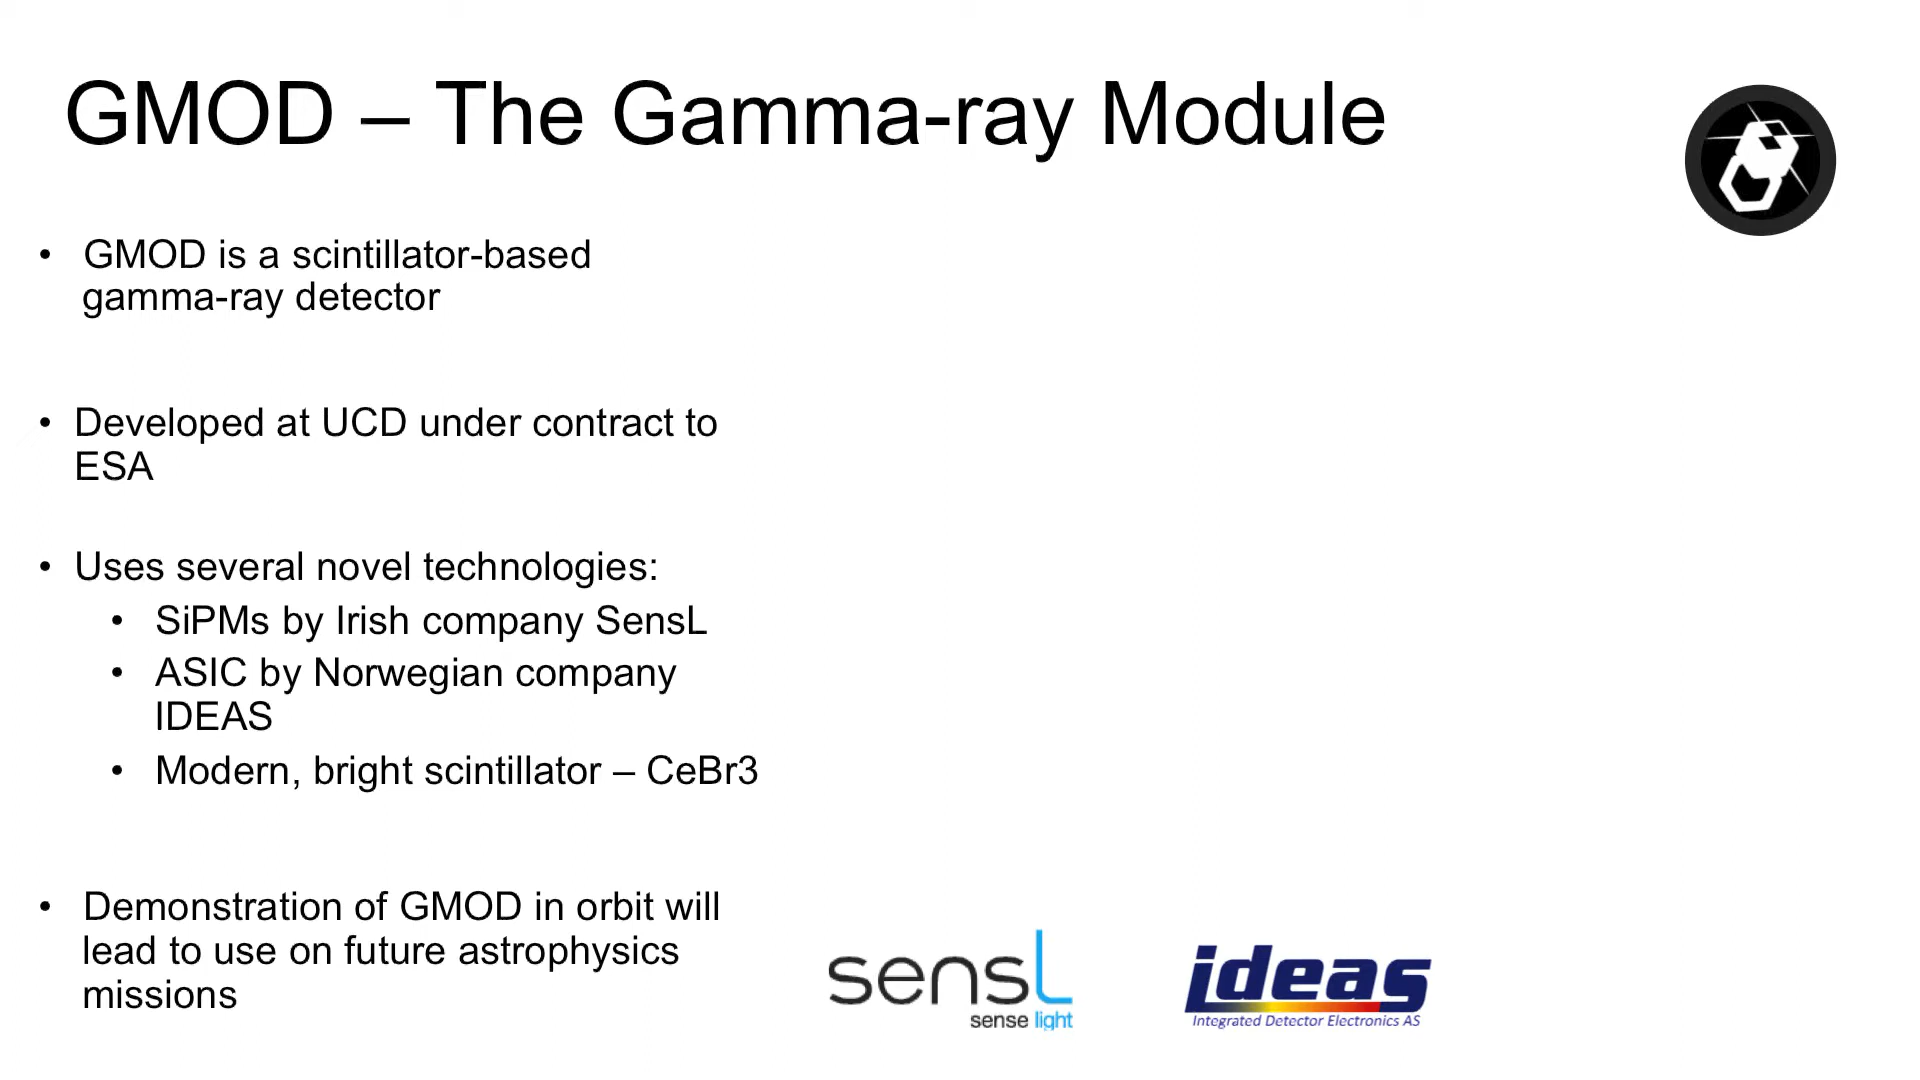 GMOD – The Gamma-ray Module
• GMOD is a scintillator-based
gamma-ray detector
• Developed at UCD under contract to
ESA
• Uses several novel technologies:
• SiPMs by Irish company SensL
• ASIC by Norwegian company
IDEAS
• Modern, bright scintillator – CeBr3
• Demonstration of GMOD in orbit will
lead to use on future astrophysics
missions
sensL
sense light
ideas
Integrated Detector Electronics AS